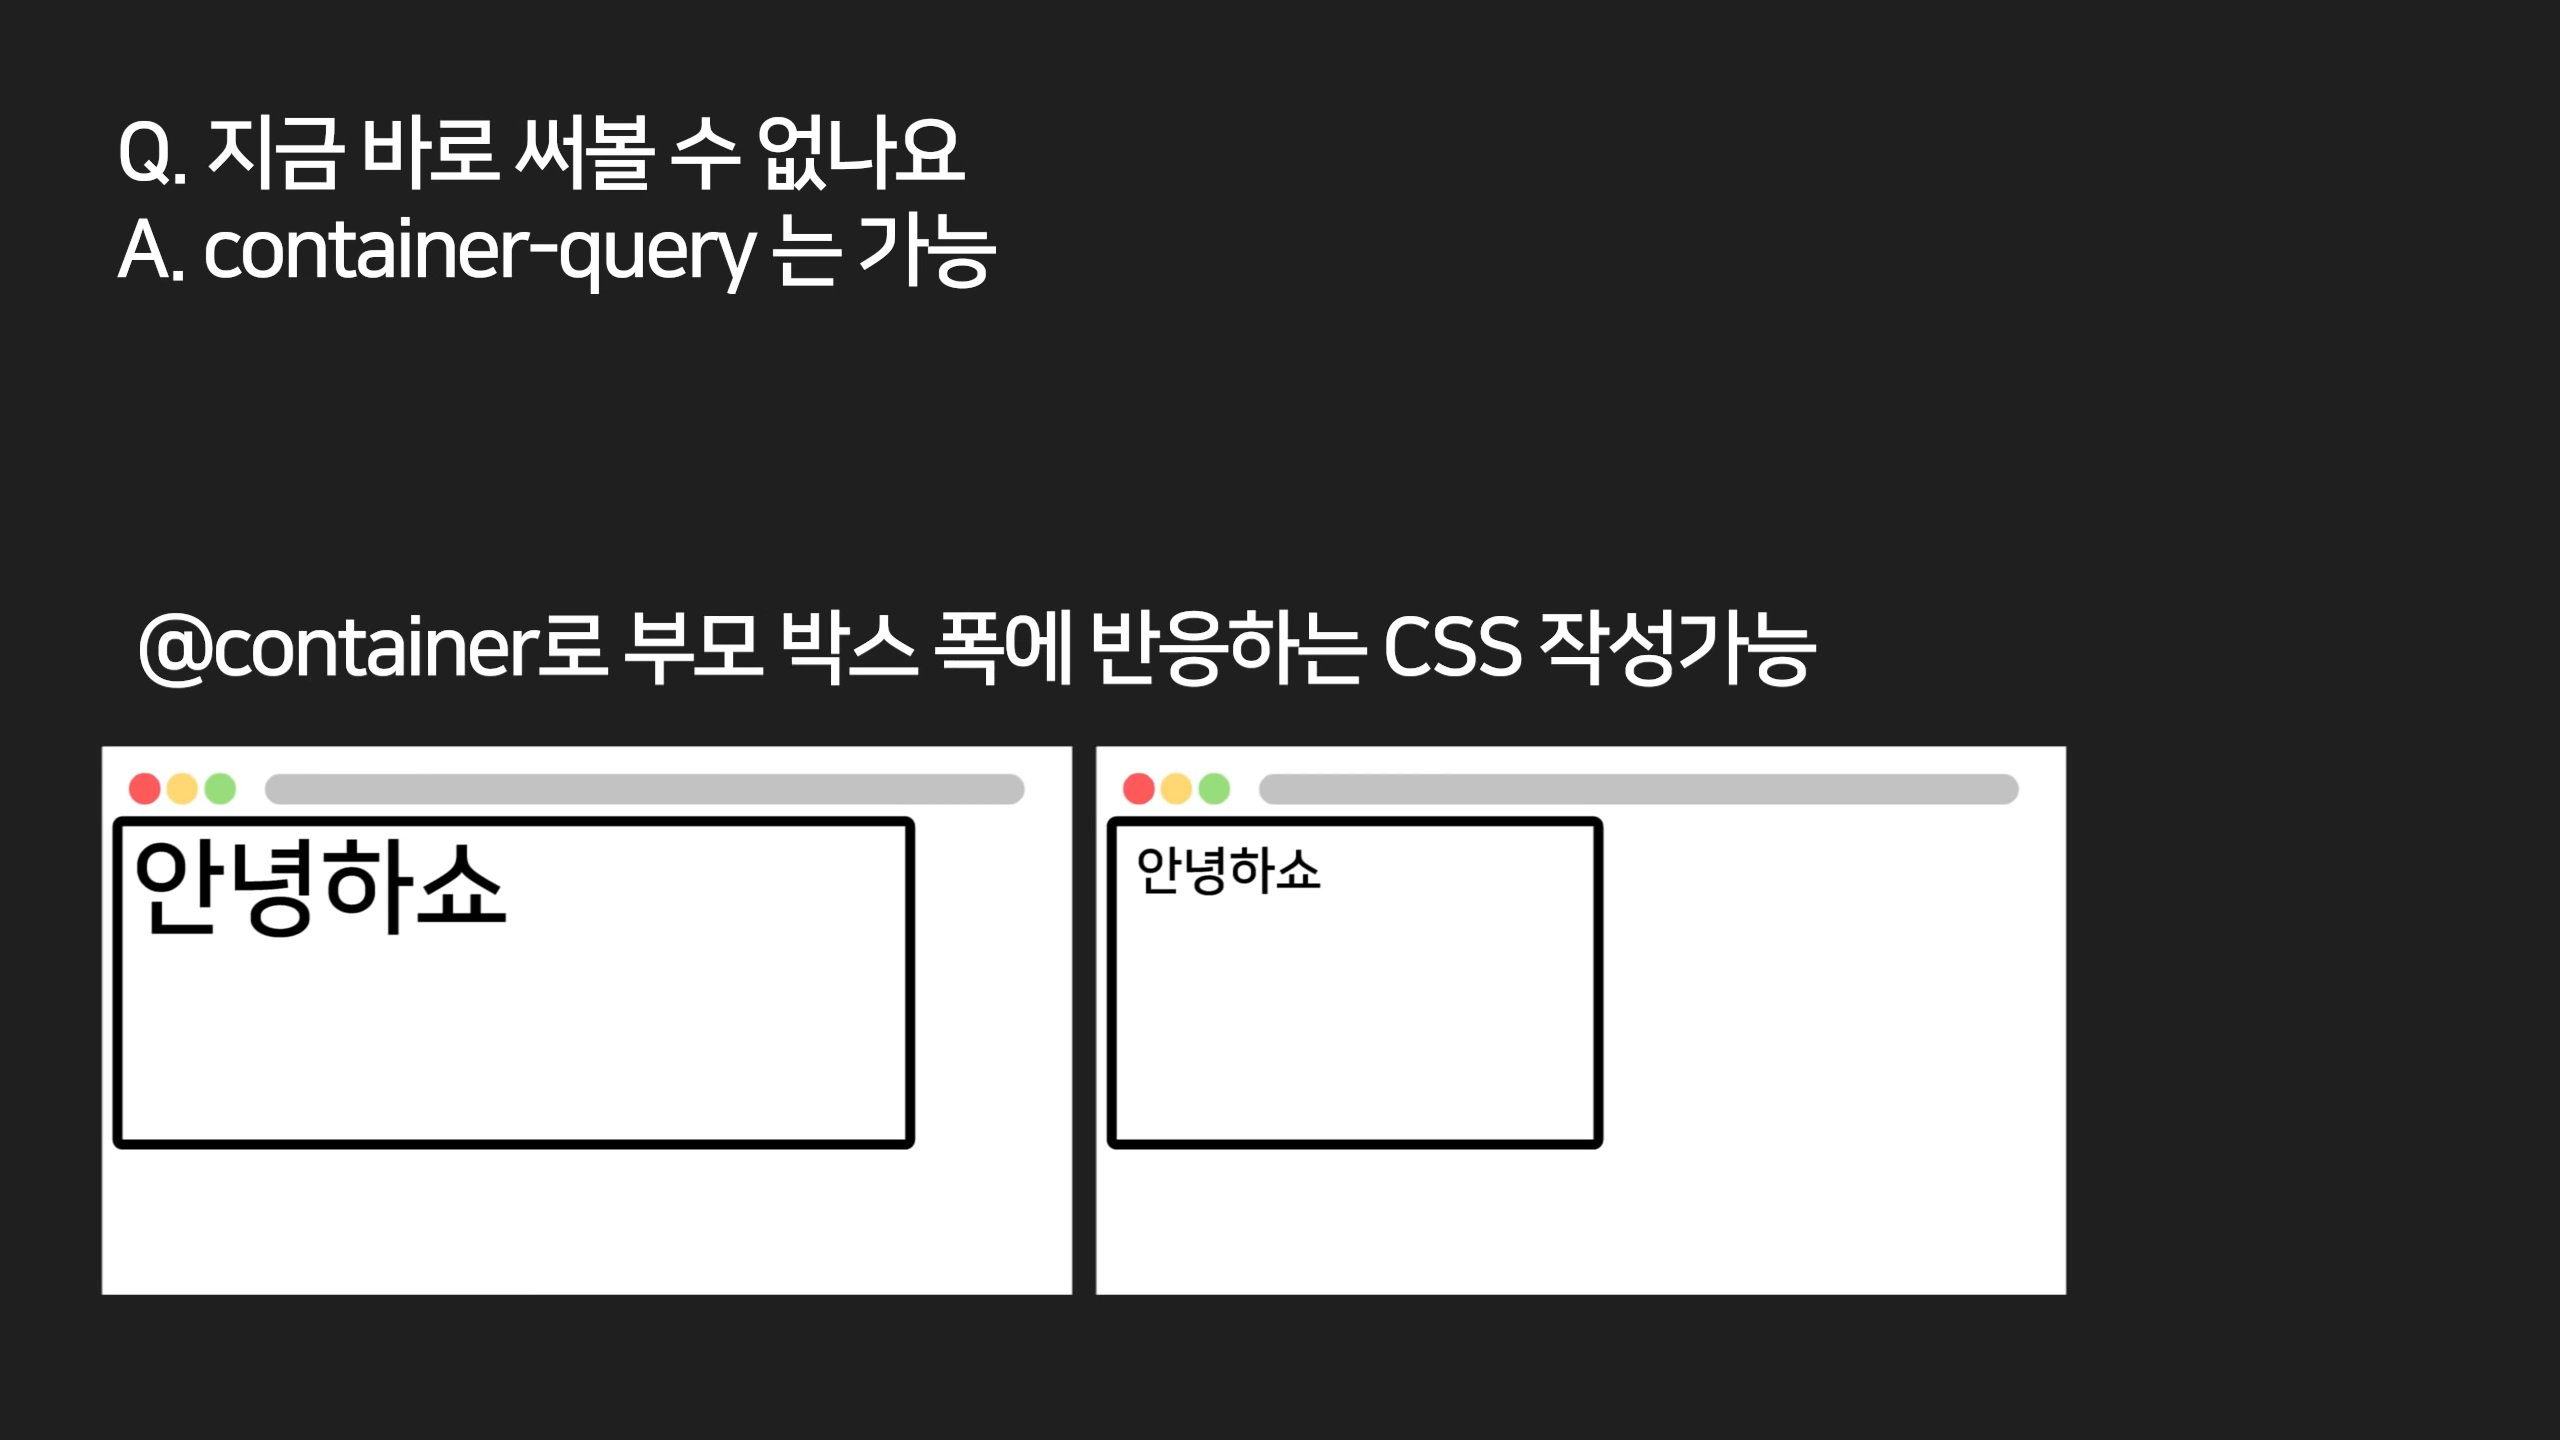 Q. 지금 바로 써볼 수 없나요
A. container-query 는 가능
@container로 부모 박스 폭에 반응하는 CSS 작성가능
안녕하쇼
안녕하쇼